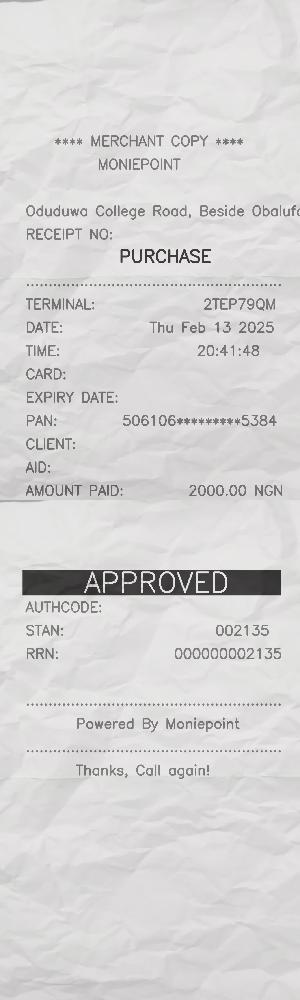 **** MERCHANT COPY ****
MONIEPOINT
Oduduwa College Road, Beside
RECEIPT NO:
PURCHASE
TERMINAL: 2TEP79QM
DATE: Thu Feb 13 2025
TIME: 20:41:48
CARD:
EXPIRY DATE:
PAN: 506106*********5384
CLIENT:
AID:
AMOUNT PAID: 2000.00 NGN
APPROVED
AUTHCODE:
STAN: 002135
RRN: 000000002135
Powered By Moniepoint
Thanks, Call again!